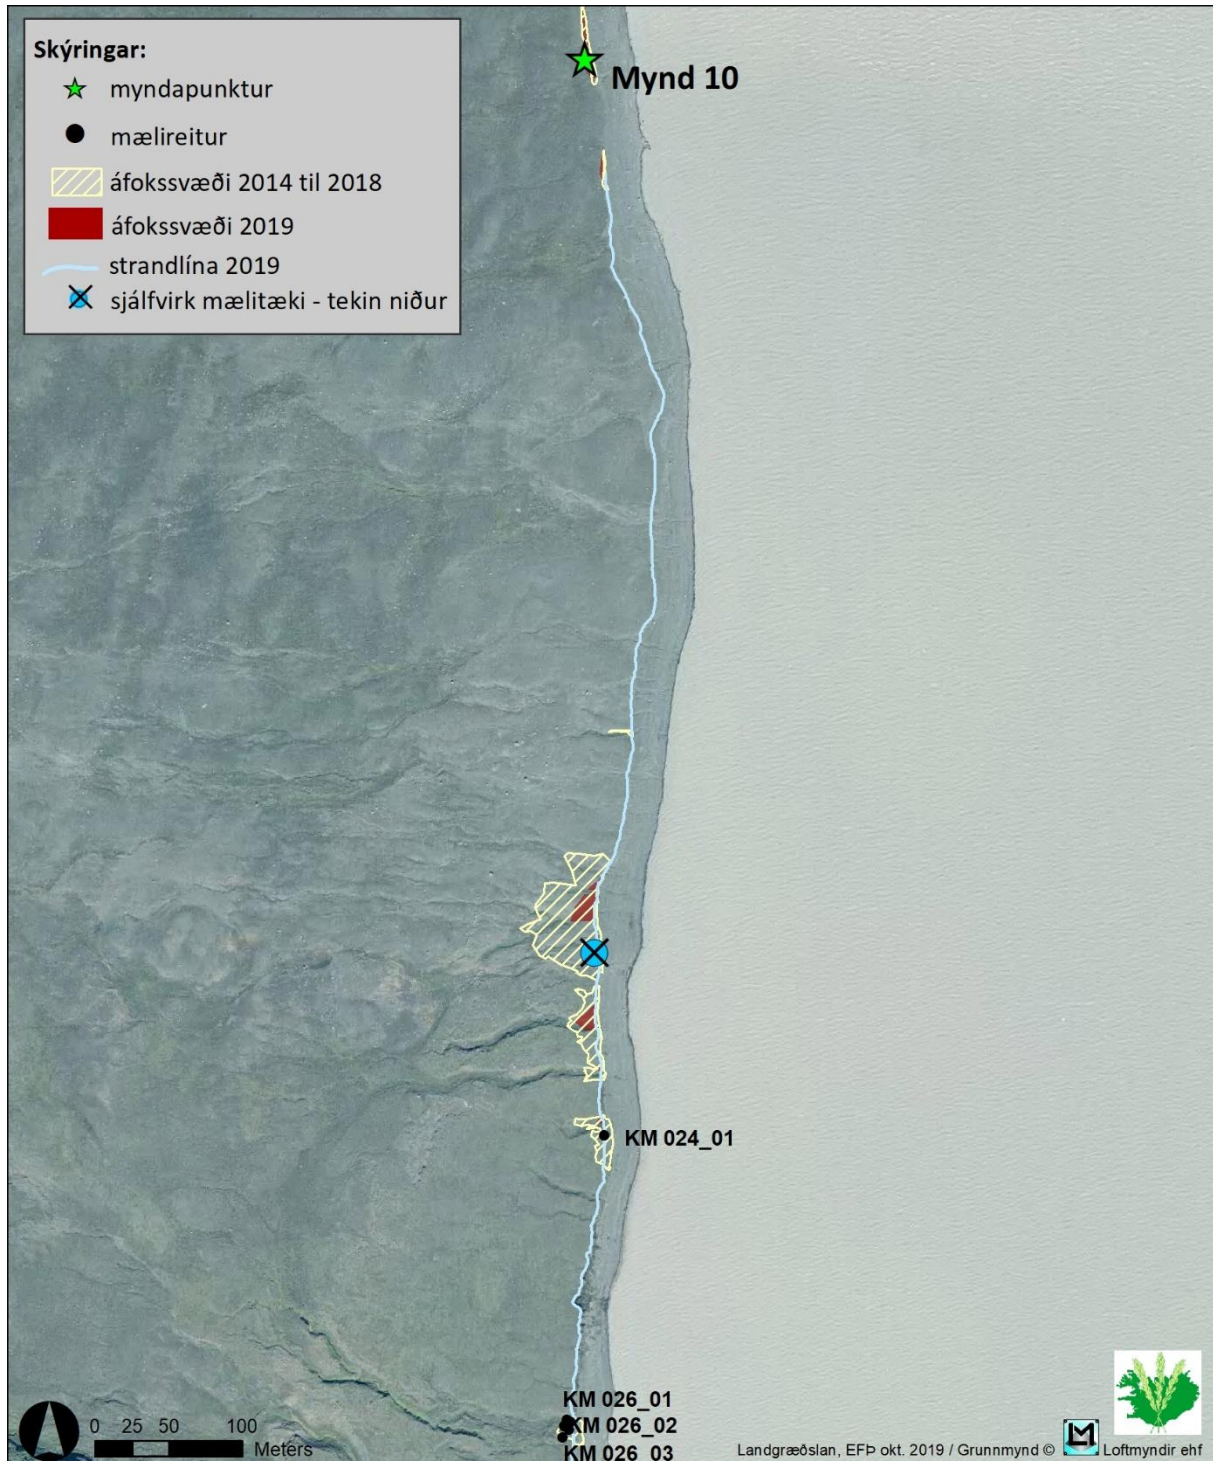 Skýringar:
myndapunktur
mælireitur
áfokssvæði 2014 til 2018
áfokssvæði 2019
strandlína 2019
sjálfvirk mælitæki - tekin niður
Mynd 10
KM 024_01
KM 026_01
KM 026_02
KM 026_03
0 25 50 100
Meters
Landgræðslan, EFÞ okt. 2019 / Grunnmynd © LM Loftmyndir ehf